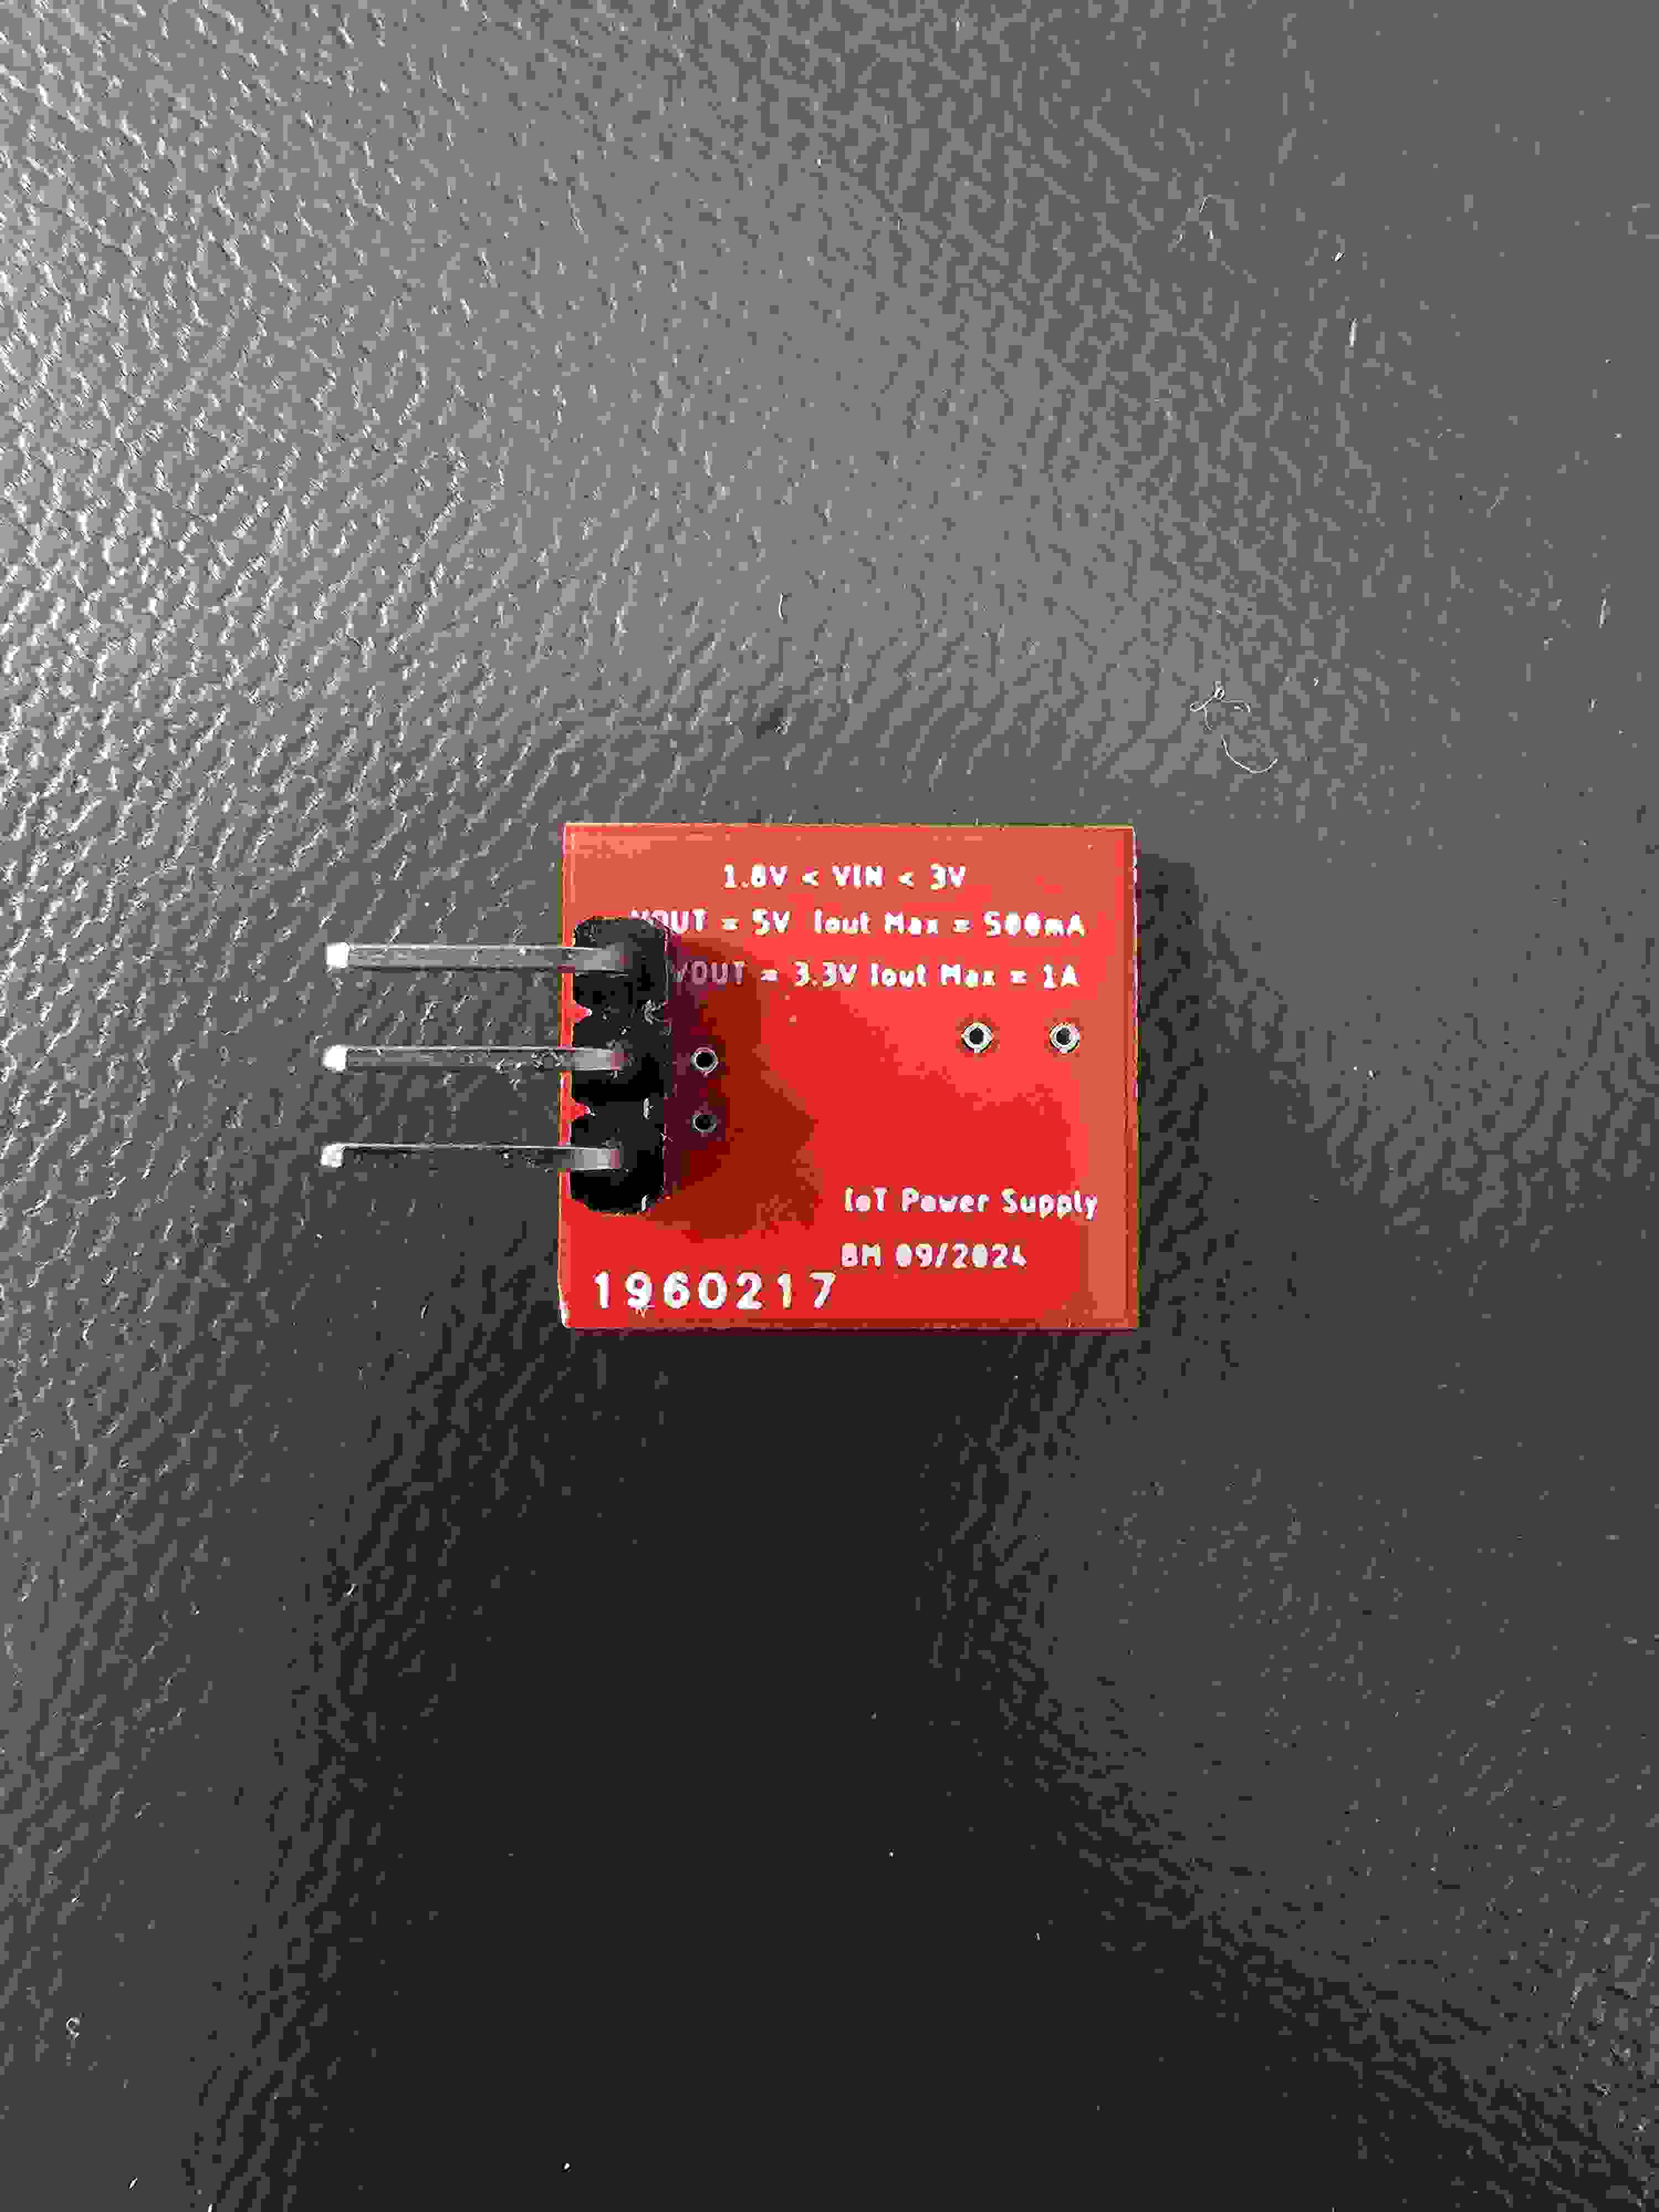 1.8V < VIN < 3V
VOUT = 5V Iout Max = 500mA
VOUT = 3.3V Iout Max = 1A
IoT Power Supply
BM 09/2024
1960217